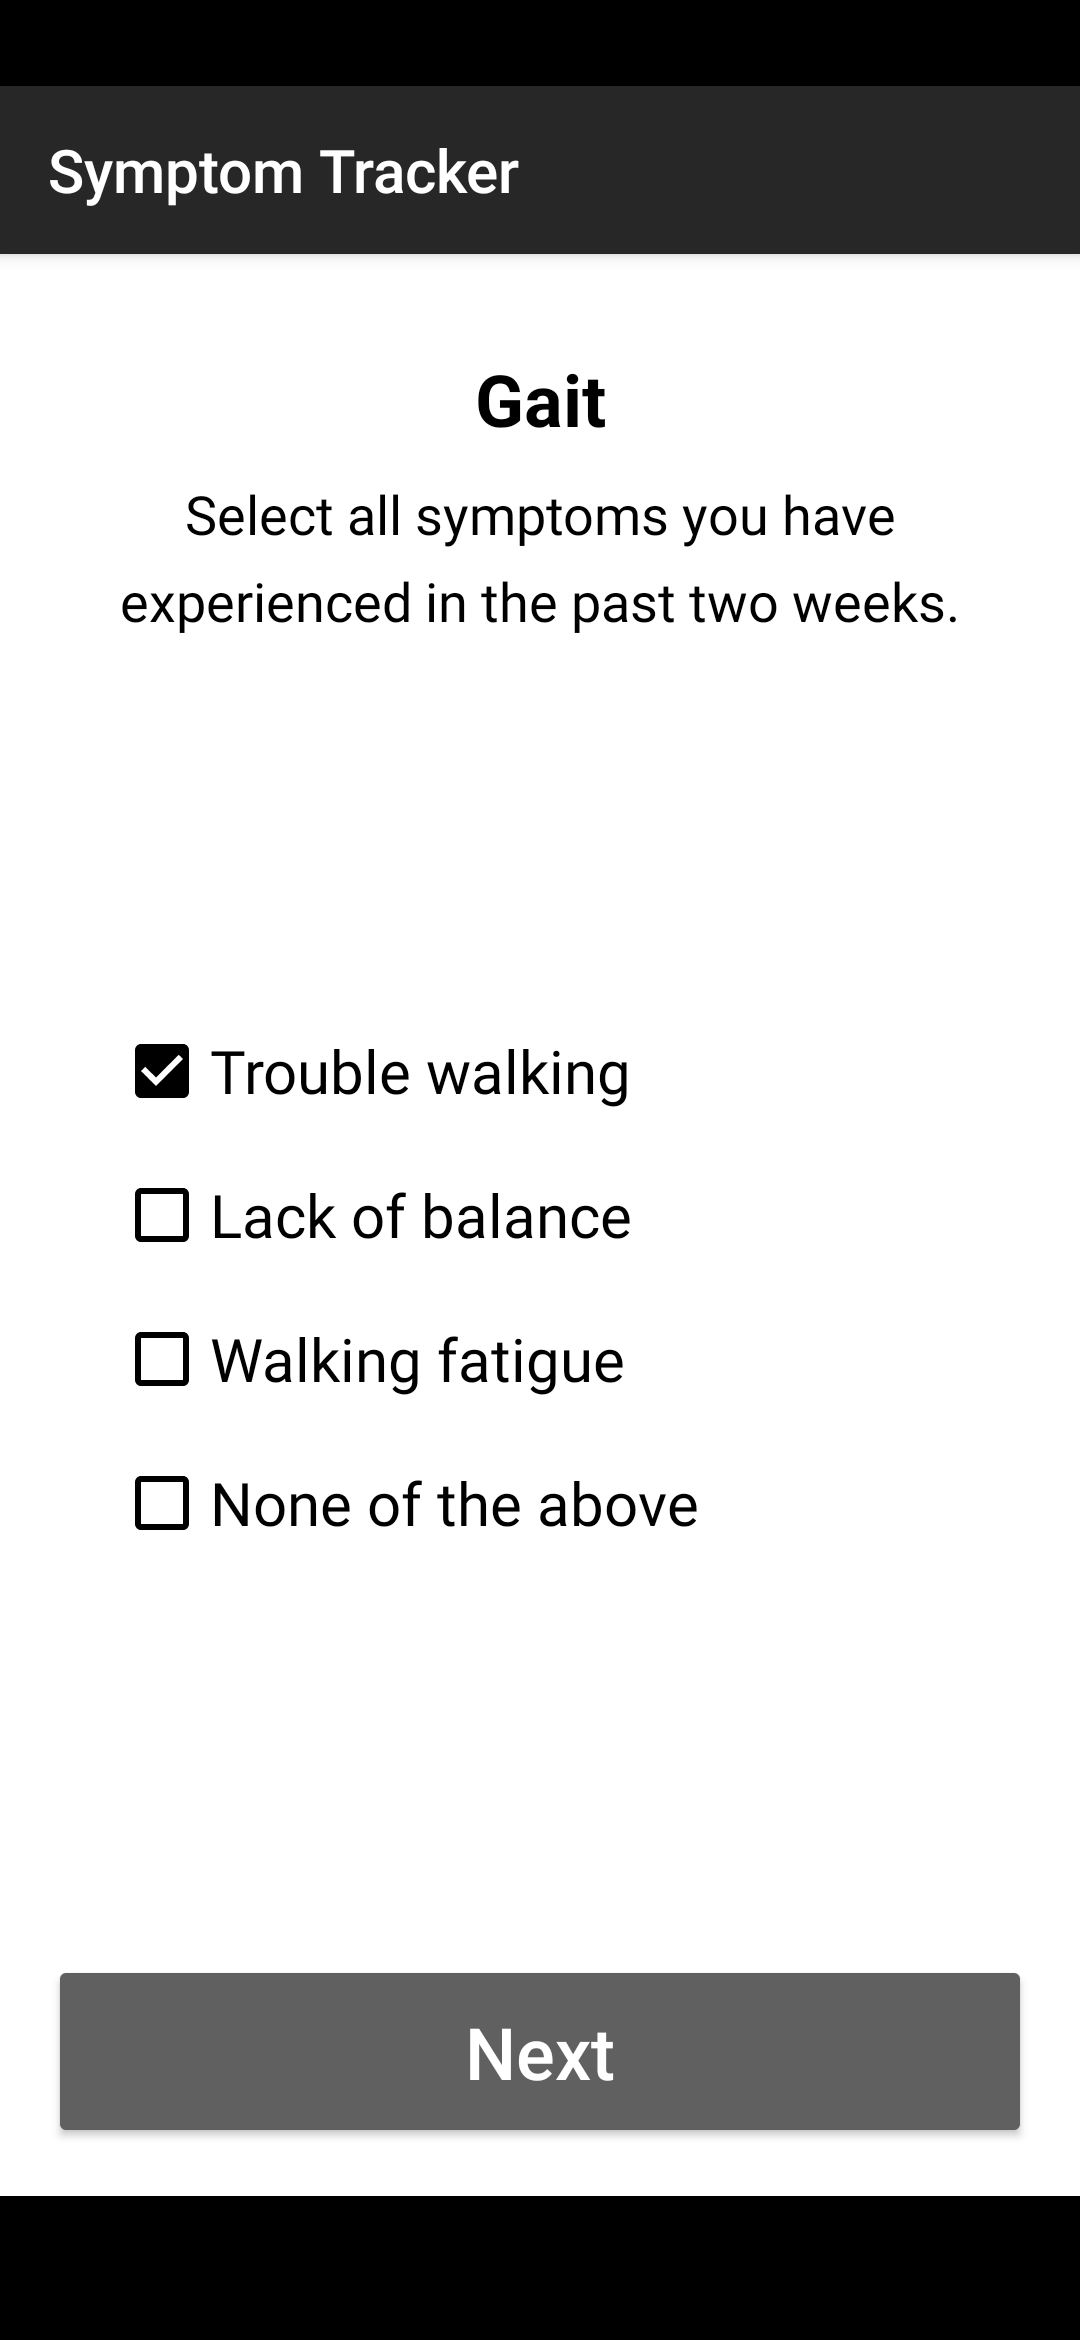 Symptom Tracker
Gait
Select all symptoms you have
experienced in the past two weeks.
Trouble walking
Lack of balance
Walking fatigue
None of the above
Next